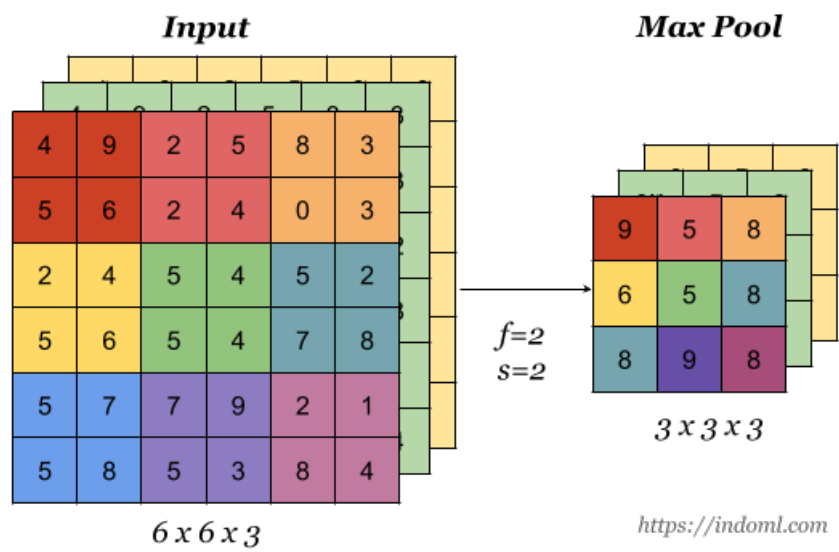 Input
Max Pool
4 9 2 5 8 3
5 6 2 4 0 3
2 4 5 4 5 2
5 6 5 4 7 8
5 7 7 9 2 1
5 8 5 3 8 4
6 x 6 x 3
f=2
s=2
9 5 8
6 5 8
8 9 8
3 x 3 x 3
https://indoml.com